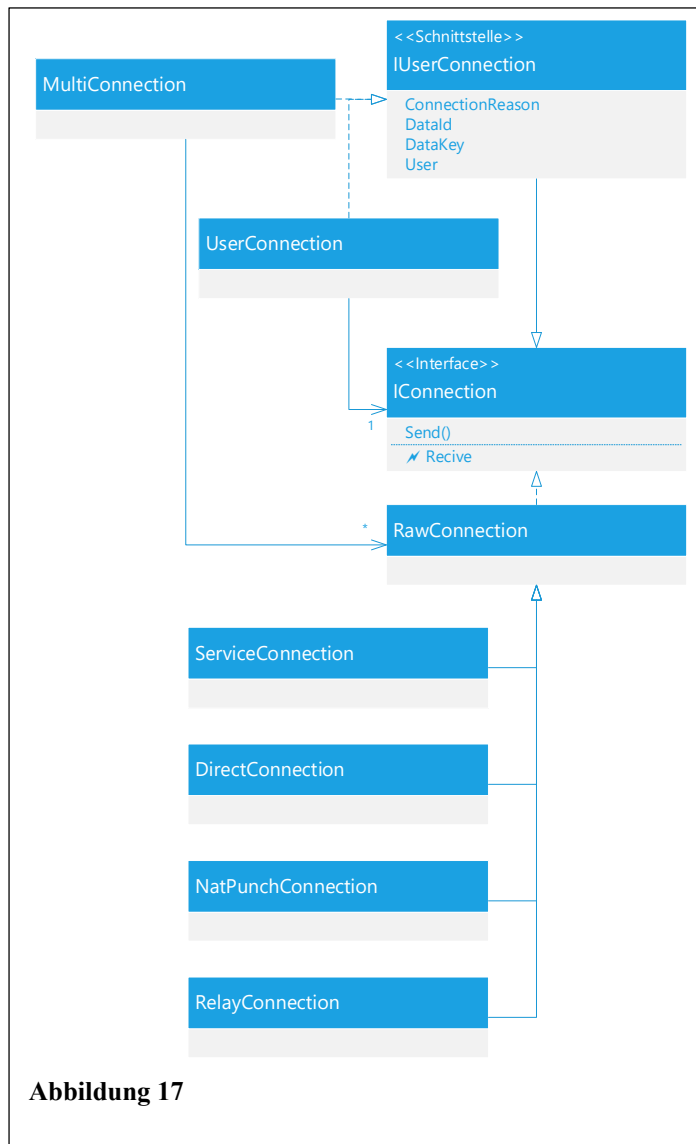 <<Schnittstelle>>
IUserConnection
ConnectionReason
DataId
DataKey
User
MultiConnection
UserConnection
<<Interface>>
IConnection
Send()
Recive
1
*
RawConnection
ServiceConnection
DirectConnection
NatPunchConnection
RelayConnection
Abbildung 17